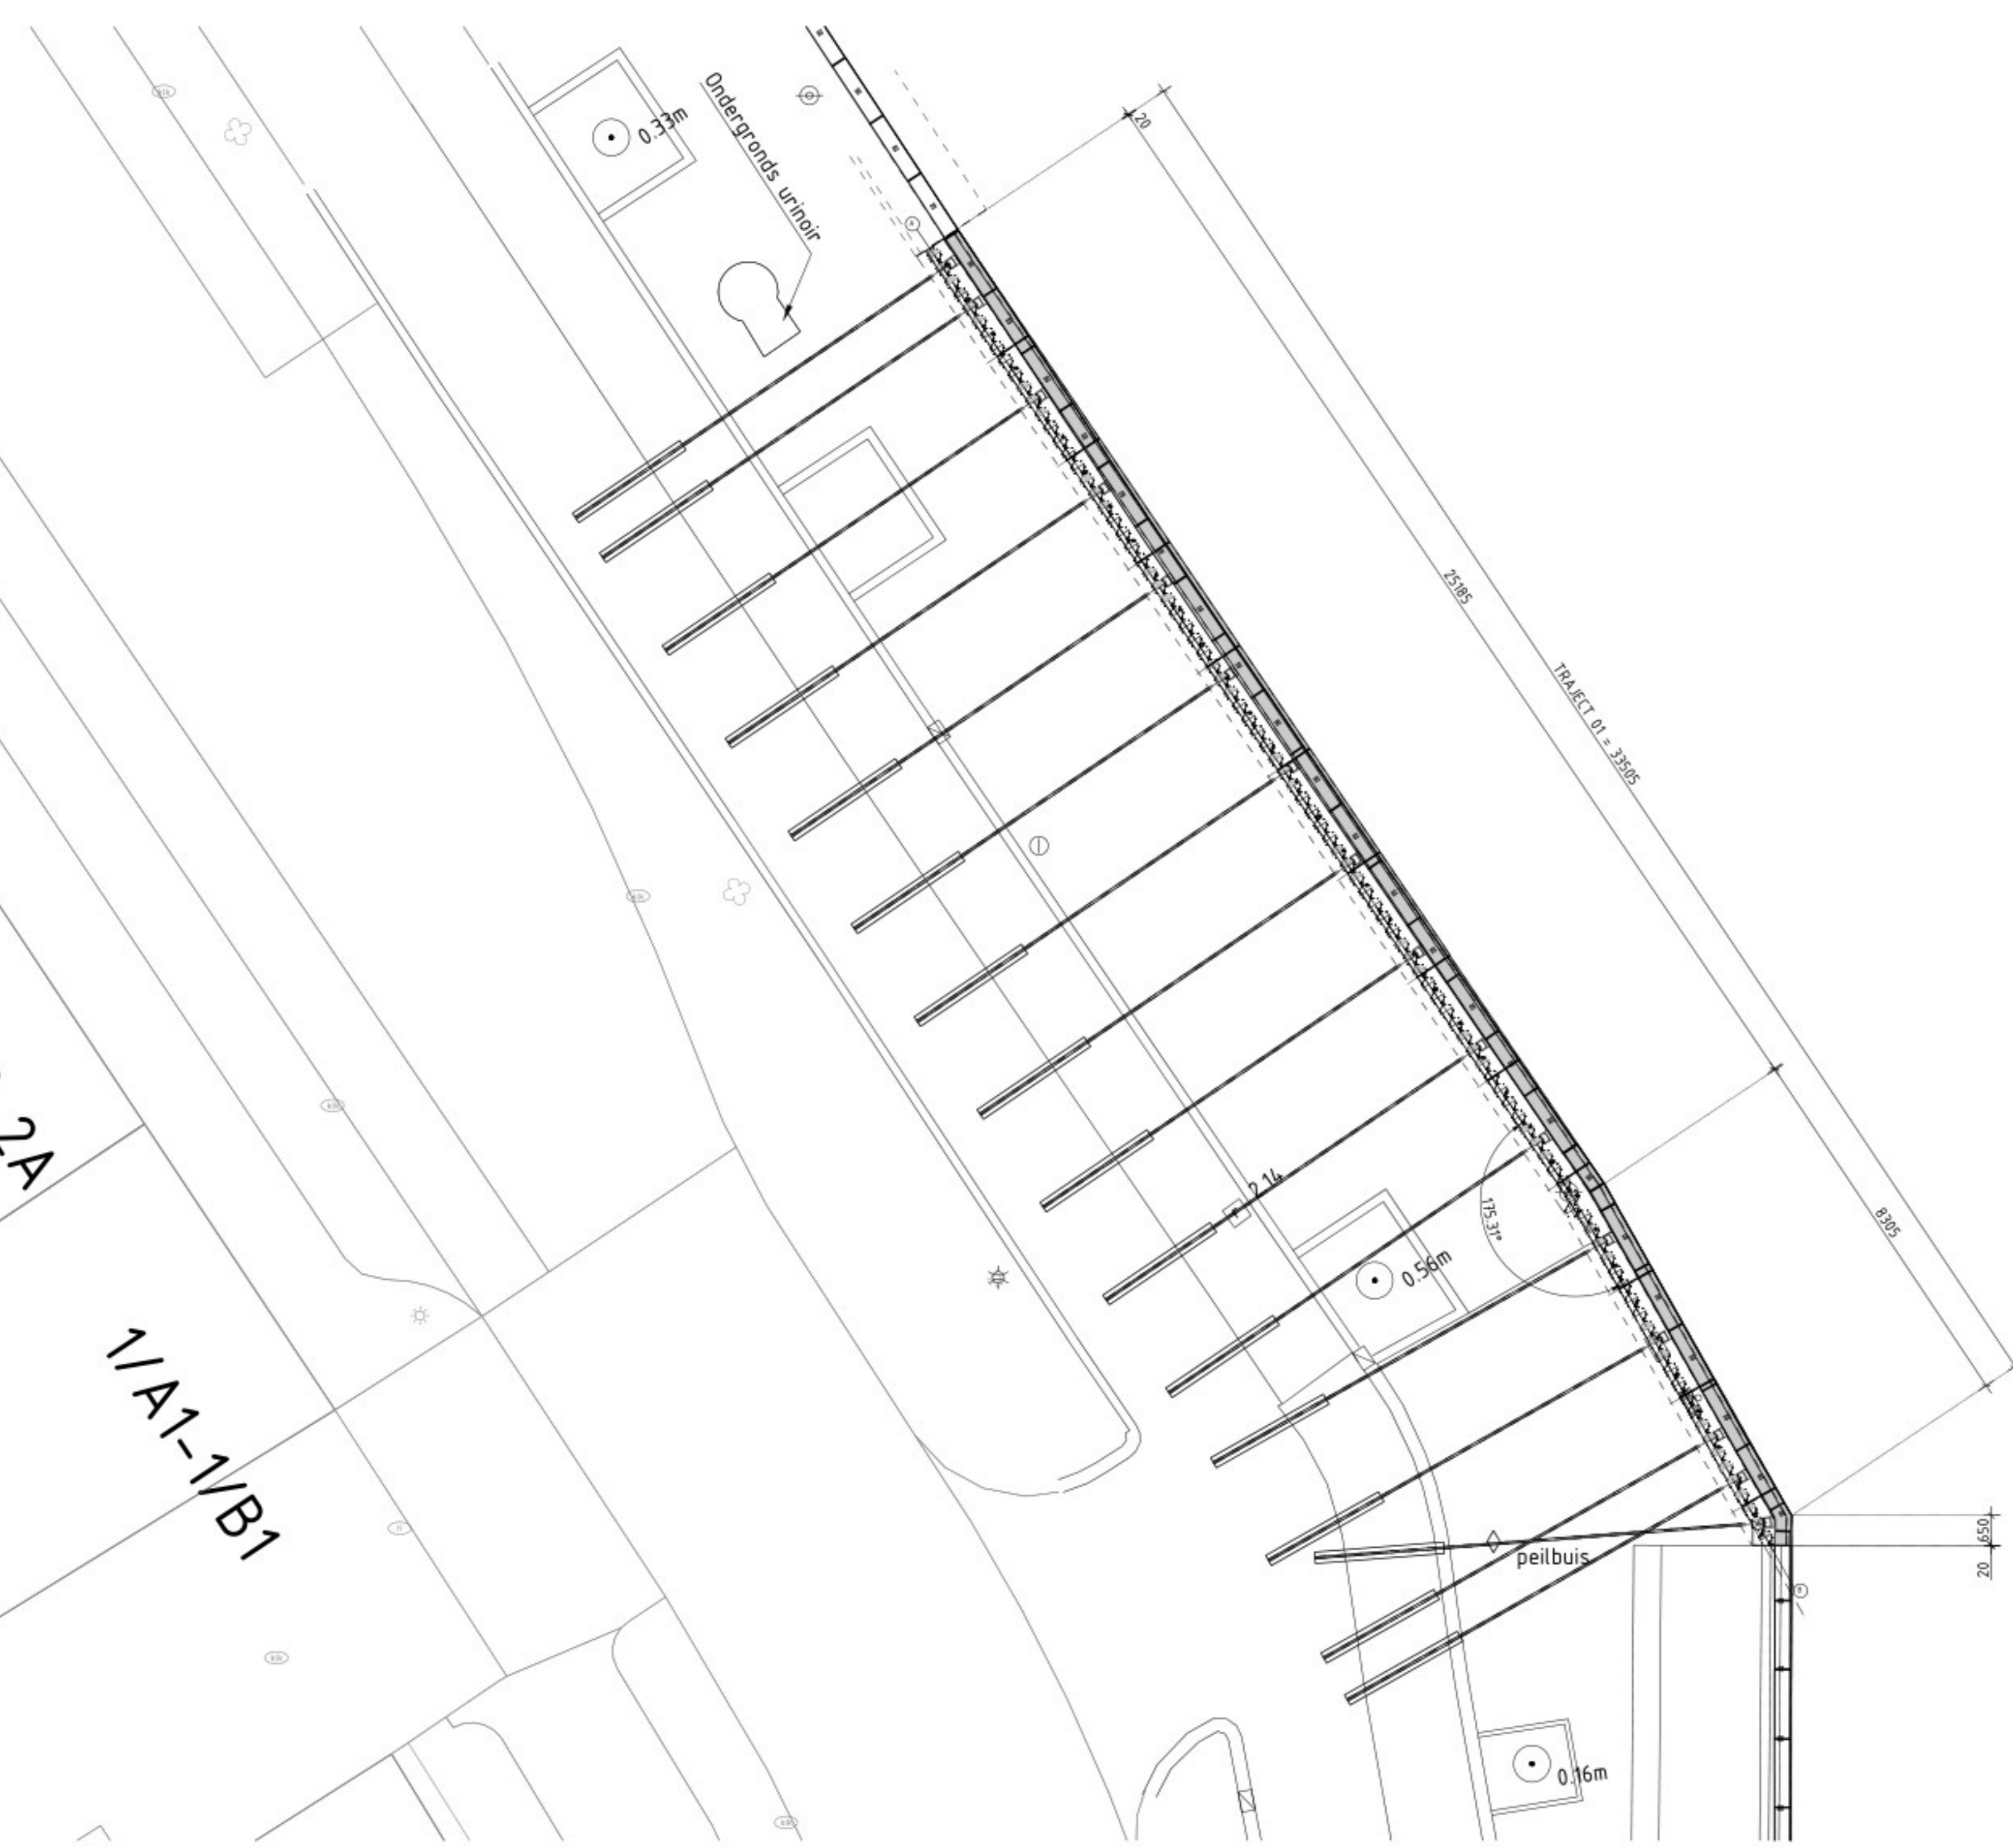 0.33m
Ondergronds urinoir
20
25185
TRAJECT 01 = 33505
2A
2.14
175.31°
0.56m
8305
1/A1-1/B1
650
peilbuis
20
0.16m